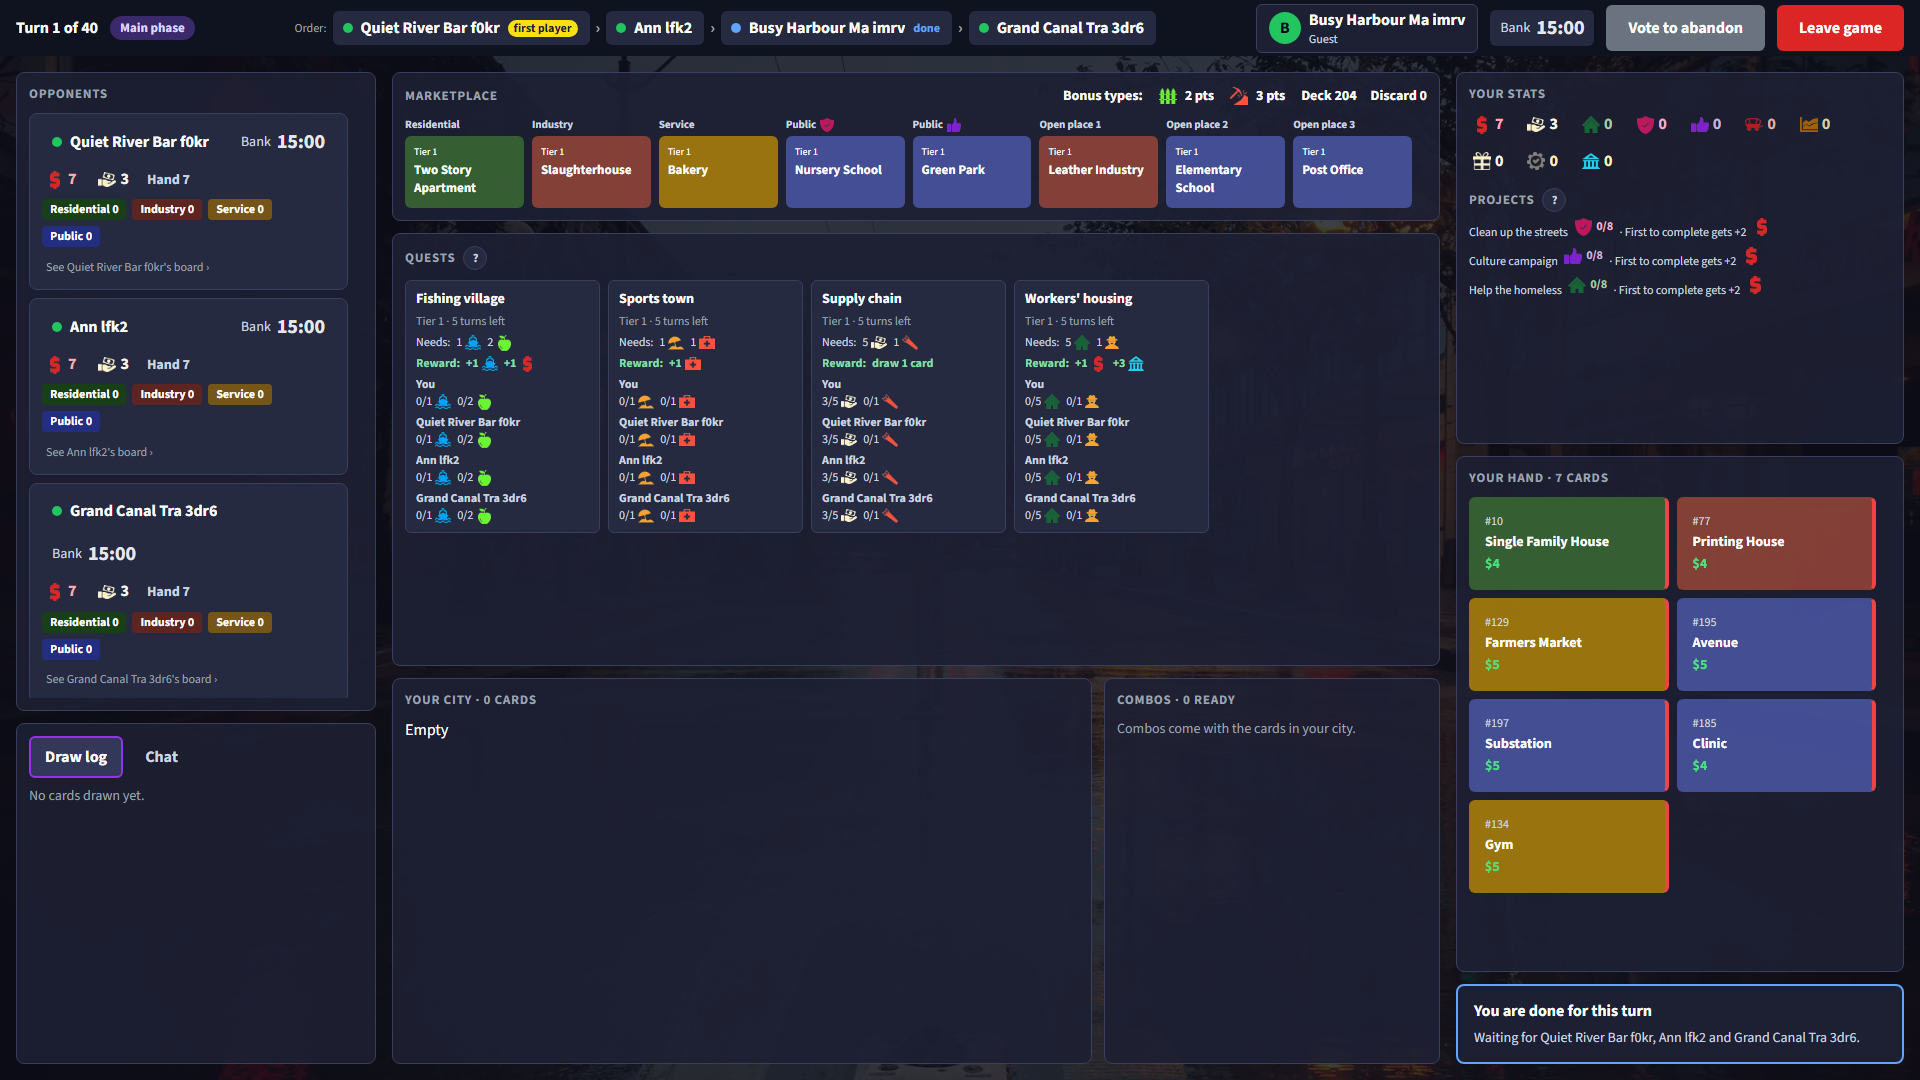 Turn 1 of 40 Main phase Order: Quiet River Bar f0kr first player › Ann lfk2 › Busy Harbour Ma imrv done › Grand Canal Tra 3dr6
B Busy Harbour Ma imrv
Guest
Bank 15:00 Vote to abandon Leave game
OPPONENTS
Quiet River Bar f0kr Bank 15:00
7 3 Hand 7
Residential 0 Industry 0 Service 0
Public 0
See Quiet River Bar f0kr's board ›
Ann lfk2 Bank 15:00
7 3 Hand 7
Residential 0 Industry 0 Service 0
Public 0
See Ann lfk2's board ›
Grand Canal Tra 3dr6
Bank 15:00
7 3 Hand 7
Residential 0 Industry 0 Service 0
Public 0
See Grand Canal Tra 3dr6's board ›
Draw log Chat
No cards drawn yet.
MARKETPLACE Bonus types: 2 pts 3 pts Deck 204 Discard 0
Residential
Tier 1
Two Story
Apartment
Industry
Tier 1
Slaughterhouse
Service
Tier 1
Bakery
Public
Tier 1
Nursery School
Public
Tier 1
Green Park
Open place 1
Tier 1
Leather Industry
Open place 2
Tier 1
Elementary
School
Open place 3
Tier 1
Post Office
QUESTS ?
Fishing village
Tier 1 · 5 turns left
Needs: 1 2
Reward: +1 +1 $
You
0/1 0/2
Quiet River Bar f0kr
0/1 0/2
Ann lfk2
0/1 0/2
Grand Canal Tra 3dr6
0/1 0/2
Sports town
Tier 1 · 5 turns left
Needs: 1 1
Reward: +1
You
0/1 0/1
Quiet River Bar f0kr
0/1 0/1
Ann lfk2
0/1 0/1
Grand Canal Tra 3dr6
0/1 0/1
Supply chain
Tier 1 · 5 turns left
Needs: 5 1
Reward: draw 1 card
You
3/5 0/1
Quiet River Bar f0kr
3/5 0/1
Ann lfk2
3/5 0/1
Grand Canal Tra 3dr6
3/5 0/1
Workers' housing
Tier 1 · 5 turns left
Needs: 5 1
Reward: +1 $ +3
You
0/5 0/1
Quiet River Bar f0kr
0/5 0/1
Ann lfk2
0/5 0/1
Grand Canal Tra 3dr6
0/5 0/1
YOUR CITY · 0 CARDS
Empty
COMBOS · 0 READY
Combos come with the cards in your city.
YOUR STATS
$ 7 3 0 0 0 0 0
0 0 0
PROJECTS ?
Clean up the streets 0/8 · First to complete gets +2 $
Culture campaign 0/8 · First to complete gets +2 $
Help the homeless 0/8 · First to complete gets +2 $
YOUR HAND · 7 CARDS
#10
Single Family House
$4
#77
Printing House
$4
#129
Farmers Market
$5
#195
Avenue
$5
#197
Substation
$5
#185
Clinic
$4
#134
Gym
$5
You are done for this turn
Waiting for Quiet River Bar f0kr, Ann lfk2 and Grand Canal Tra 3dr6.